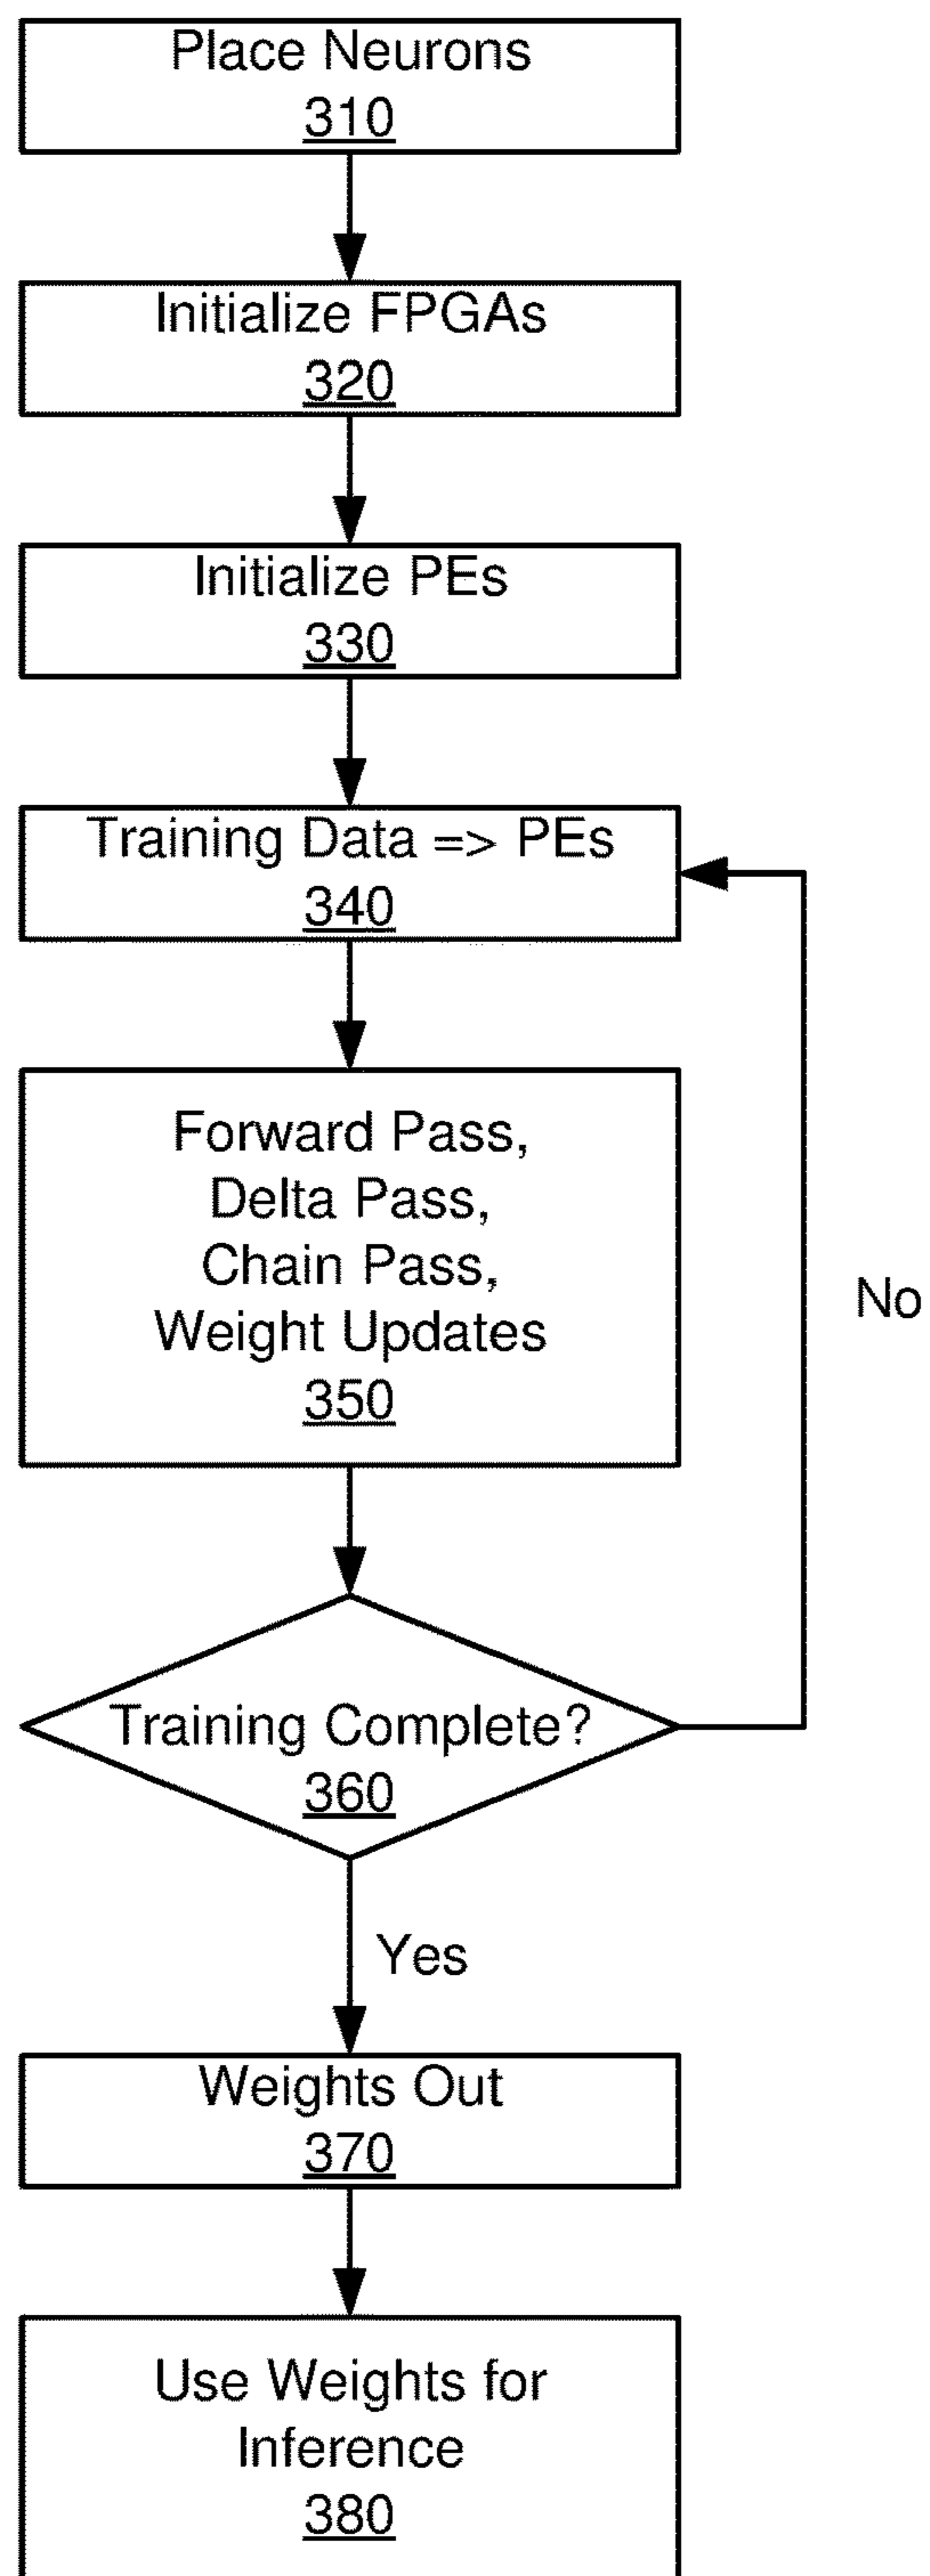 Place Neurons
310
Initialize FPGAs
320
Initialize PEs
330
Training Data => PEs
340
Forward Pass,
Delta Pass,
Chain Pass,
Weight Updates
350
No
Training Complete?
360
Yes
Weights Out
370
Use Weights for
Inference
380